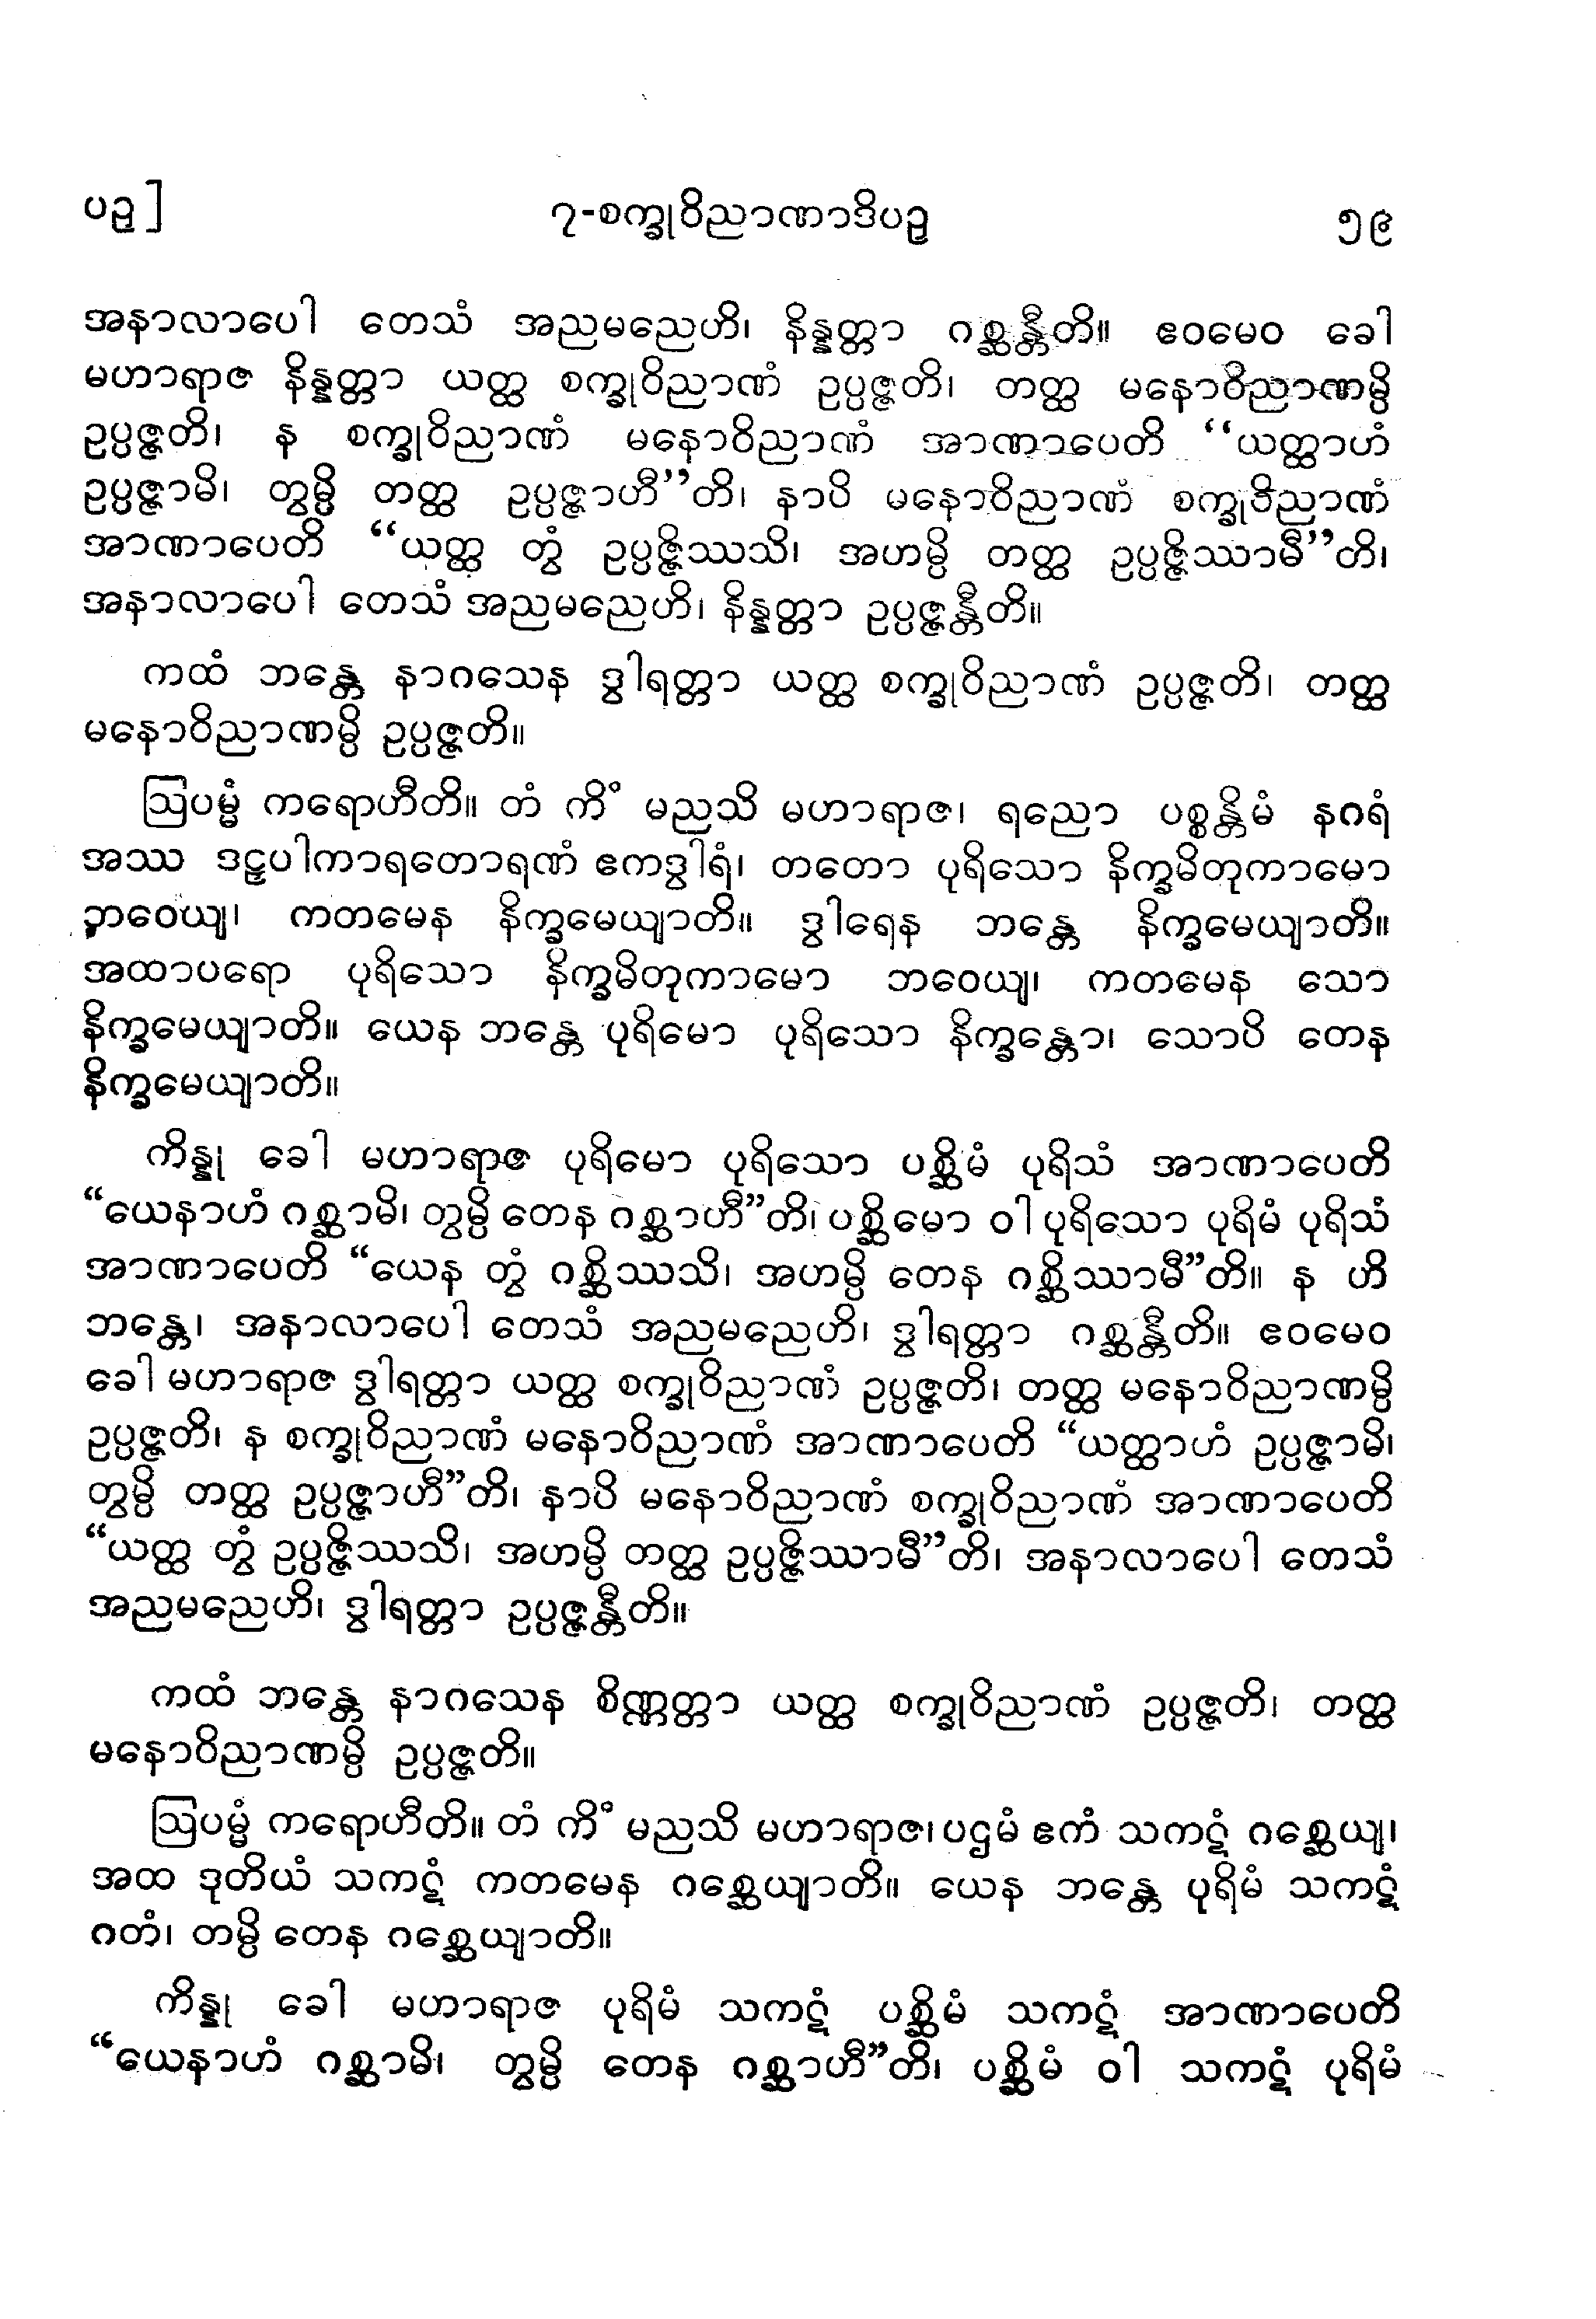 ပဉှ]
၇-စက္ခုဝိညာဏာဒိပဉှ
၅၉
အနာလာပေါ တေသံ အညမညေဟိ၊ နိန္နတ္တာ ဂစ္ဆန္တီတိ။ ဧဝမေဝ ခေါ
မဟာရာဇ နိန္နတ္တာ ယတ္ထ စက္ခုဝိညာဏံ ဥပ္ပဇ္ဇတိ၊ တတ္ထ မနောဝိညာဏမ္ပိ
ဥပ္ပဇ္ဇတိ၊ န စက္ခုဝိညာဏံ မနောဝိညာဏံ အာဏာပေတိ “ယတ္ထာဟံ
ဥပ္ပဇ္ဇာမိ၊ တွမ္ပိ တတ္ထ ဥပ္ပဇ္ဇာဟီ”တိ၊ နာပိ မနောဝိညာဏံ စက္ခုဝိညာဏံ
အာဏာပေတိ “ယတ္ထ တွံ ဥပ္ပဇ္ဇိဿသိ၊ အဟမ္ပိ တတ္ထ ဥပ္ပဇ္ဇိဿာမီ”တိ၊
အနာလာပေါ တေသံ အညမညေဟိ၊ နိန္နတ္တာ ဥပ္ပဇ္ဇန္တီတိ။
ကထံ ဘန္တေ နာဂသေန ဒွါရတ္တာ ယတ္ထ စက္ခုဝိညာဏံ ဥပ္ပဇ္ဇတိ၊ တတ္ထ
မနောဝိညာဏမ္ပိ ဥပ္ပဇ္ဇတိ။
ဩပမ္မံ ကရောဟီတိ။ တံ ကိံ မညသိ မဟာရာဇ၊ ရညော ပစ္စန္တိမံ နဂရံ
အဿ ဒဠှပါကာရတောရဏံ ဧကဒွါရံ၊ တတော ပုရိသော နိက္ခမိတုကာမော
ဘဝေယျ၊ ကတမေန နိက္ခမေယျာတိ။ ဒွါရေန ဘန္တေ နိက္ခမေယျာတိ။
အထာပရော ပုရိသော နိက္ခမိတုကာမော ဘဝေယျ၊ ကတမေန သော
နိက္ခမေယျာတိ။ ယေန ဘန္တေ ပုရိမော ပုရိသော နိက္ခန္တော၊ သောပိ တေန
နိက္ခမေယျာတိ။
ကိန္နု ခေါ မဟာရာဇ ပုရိမော ပုရိသော ပစ္ဆိမံ ပုရိသံ အာဏာပေတိ
“ယေနာဟံ ဂစ္ဆာမိ၊ တွမ္ပိ တေန ဂစ္ဆာဟီ”တိ၊ ပစ္ဆိမော ဝါ ပုရိသော ပုရိမံ ပုရိသံ
အာဏာပေတိ “ယေန တွံ ဂစ္ဆိဿသိ၊ အဟမ္ပိ တေန ဂစ္ဆိဿာမီ”တိ။ န ဟိ
ဘန္တေ၊ အနာလာပေါ တေသံ အညမညေဟိ၊ ဒွါရတ္တာ ဂစ္ဆန္တီတိ။ ဧဝမေဝ
ခေါ မဟာရာဇ ဒွါရတ္တာ ယတ္ထ စက္ခုဝိညာဏံ ဥပ္ပဇ္ဇတိ၊ တတ္ထ မနောဝိညာဏမ္ပိ
ဥပ္ပဇ္ဇတိ၊ န စက္ခုဝိညာဏံ မနောဝိညာဏံ အာဏာပေတိ “ယတ္ထာဟံ ဥပ္ပဇ္ဇာမိ၊
တွမ္ပိ တတ္ထ ဥပ္ပဇ္ဇာဟီ”တိ၊ နာပိ မနောဝိညာဏံ စက္ခုဝိညာဏံ အာဏာပေတိ
“ယတ္ထ တွံ ဥပ္ပဇ္ဇိဿသိ၊ အဟမ္ပိ တတ္ထ ဥပ္ပဇ္ဇိဿာမီ”တိ၊ အနာလာပေါ တေသံ
အညမညေဟိ၊ ဒွါရတ္တာ ဥပ္ပဇ္ဇန္တီတိ။
ကထံ ဘန္တေ နာဂသေန စိဏ္ဏတ္တာ ယတ္ထ စက္ခုဝိညာဏံ ဥပ္ပဇ္ဇတိ၊ တတ္ထ
မနောဝိညာဏမ္ပိ ဥပ္ပဇ္ဇတိ။
ဩပမ္မံ ကရောဟီတိ။ တံ ကိံ မညသိ မဟာရာဇ၊ ပဌမံ ဧကံ သကဋံ ဂစ္ဆေယျ၊
အထ ဒုတိယံ သကဋံ ကတမေန ဂစ္ဆေယျာတိ။ ယေန ဘန္တေ ပုရိမံ သကဋံ
ဂတံ၊ တမ္ပိ တေန ဂစ္ဆေယျာတိ။
ကိန္နု ခေါ မဟာရာဇ ပုရိမံ သကဋံ ပစ္ဆိမံ သကဋံ အာဏာပေတိ
“ယေနာဟံ ဂစ္ဆာမိ၊ တွမ္ပိ တေန ဂစ္ဆာဟီ”တိ၊ ပစ္ဆိမံ ဝါ သကဋံ ပုရိမံ